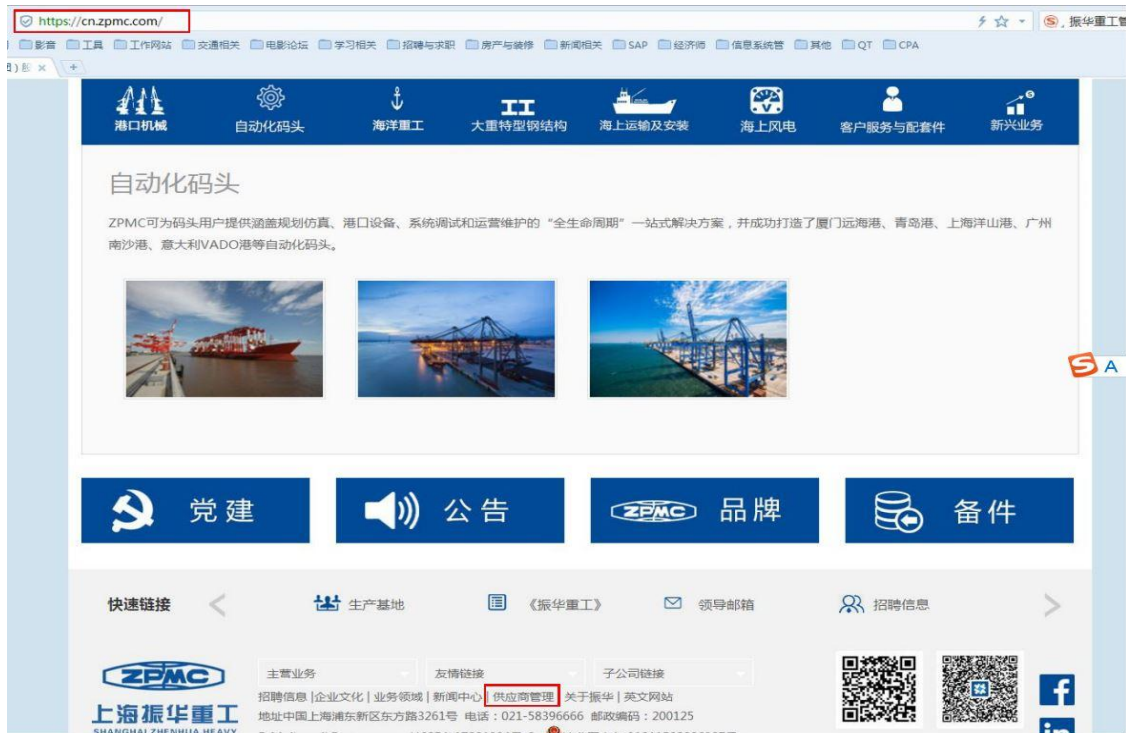 https://cn.zpmc.com/
振华重工管
影音 工具 工作网站 交通相关 电影论坛 学习相关 招聘与求职 房产与装修 新闻相关 SAP 经济师 信息系统管 其他 QT CPA
港口机械 自动化码头 海洋重工 大重特型钢结构 海上运输及安装 海上风电 客户服务与配套件 新兴业务
自动化码头
ZPMC可为码头用户提供涵盖规划仿真、港口设备、系统调试和运营维护的“全生命周期”一站式解决方案，并成功打造了厦门远海港、青岛港、上海洋山港、广州
南沙港、意大利VADO港等自动化码头。
A
党建 公告 ZPMC 品牌 备件
快速链接 生产基地 《振华重工》 领导邮箱 招聘信息
ZPMC
主营业务 友情链接 子公司链接
招聘信息 |企业文化 | 业务领域 | 新闻中心 | 供应商管理 关于振华 | 英文网站
上海振华重工
地址中国上海浦东新区东方路3261号 电话：021-58396666 邮政编码：200125
SHANGHAI ZHENHUA HEAVY
f
in